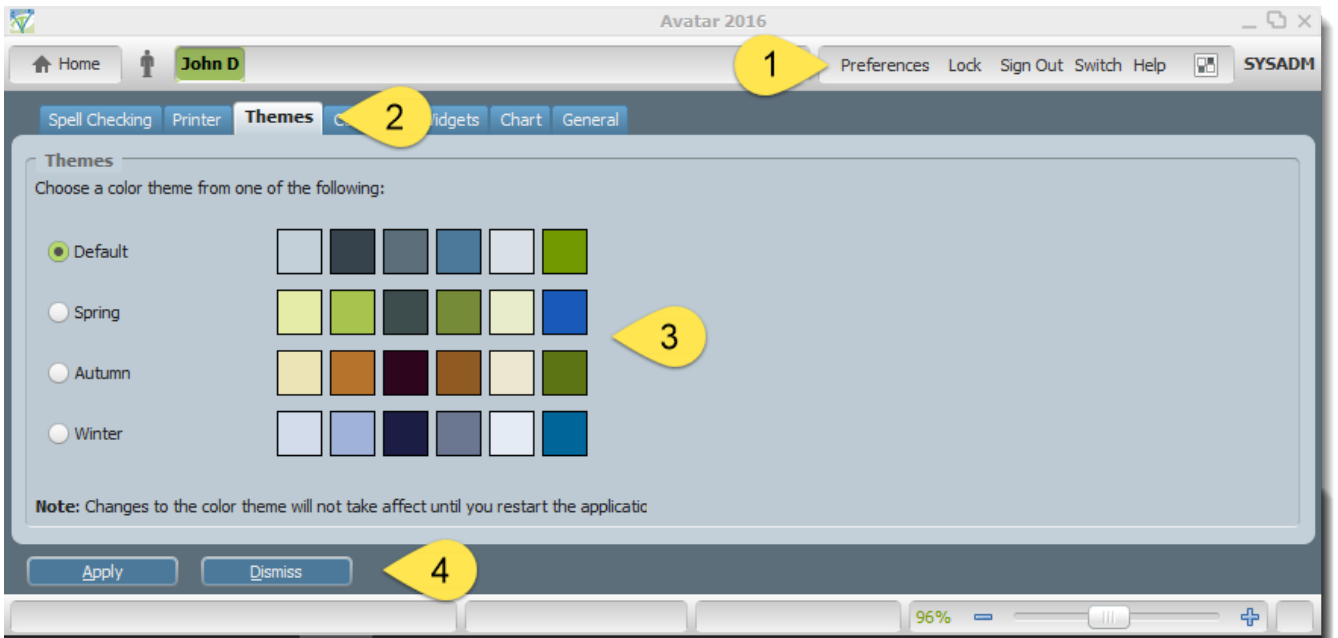 Avatar 2016
Home John D 1 Preferences Lock Sign Out Switch Help SYSADM
Spell Checking Printer Themes 2 Chart General
Themes
Choose a color theme from one of the following:
Default
Spring
3
Autumn
Winter
Note: Changes to the color theme will not take affect until you restart the applicatic
Apply Dismiss 4
96%